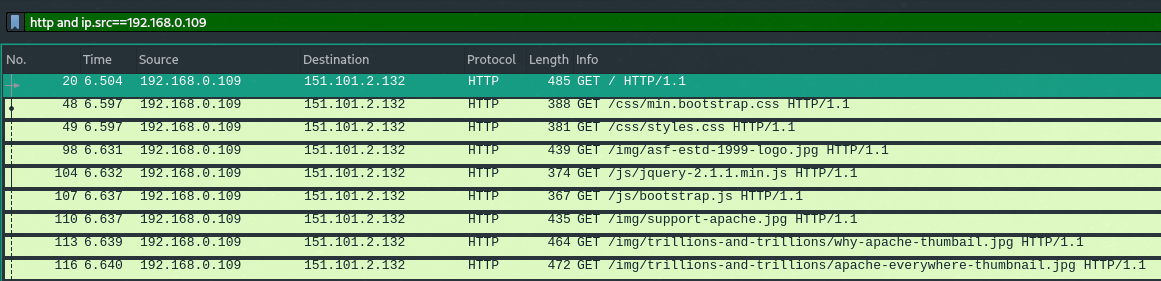 http and ip.src==192.168.0.109
No. Time Source Destination Protocol Length Info
20 6.504 192.168.0.109 151.101.2.132 HTTP 485 GET / HTTP/1.1
48 6.597 192.168.0.109 151.101.2.132 HTTP 388 GET /css/min.bootstrap.css HTTP/1.1
49 6.597 192.168.0.109 151.101.2.132 HTTP 381 GET /css/styles.css HTTP/1.1
98 6.631 192.168.0.109 151.101.2.132 HTTP 439 GET /img/asf-estd-1999-logo.jpg HTTP/1.1
104 6.632 192.168.0.109 151.101.2.132 HTTP 374 GET /js/jquery-2.1.1.min.js HTTP/1.1
107 6.637 192.168.0.109 151.101.2.132 HTTP 367 GET /js/bootstrap.js HTTP/1.1
110 6.637 192.168.0.109 151.101.2.132 HTTP 435 GET /img/support-apache.jpg HTTP/1.1
113 6.639 192.168.0.109 151.101.2.132 HTTP 464 GET /img/trillions-and-trillions/why-apache-thumbail.jpg HTTP/1.1
116 6.640 192.168.0.109 151.101.2.132 HTTP 472 GET /img/trillions-and-trillions/apache-everywhere-thumbnail.jpg HTTP/1.1